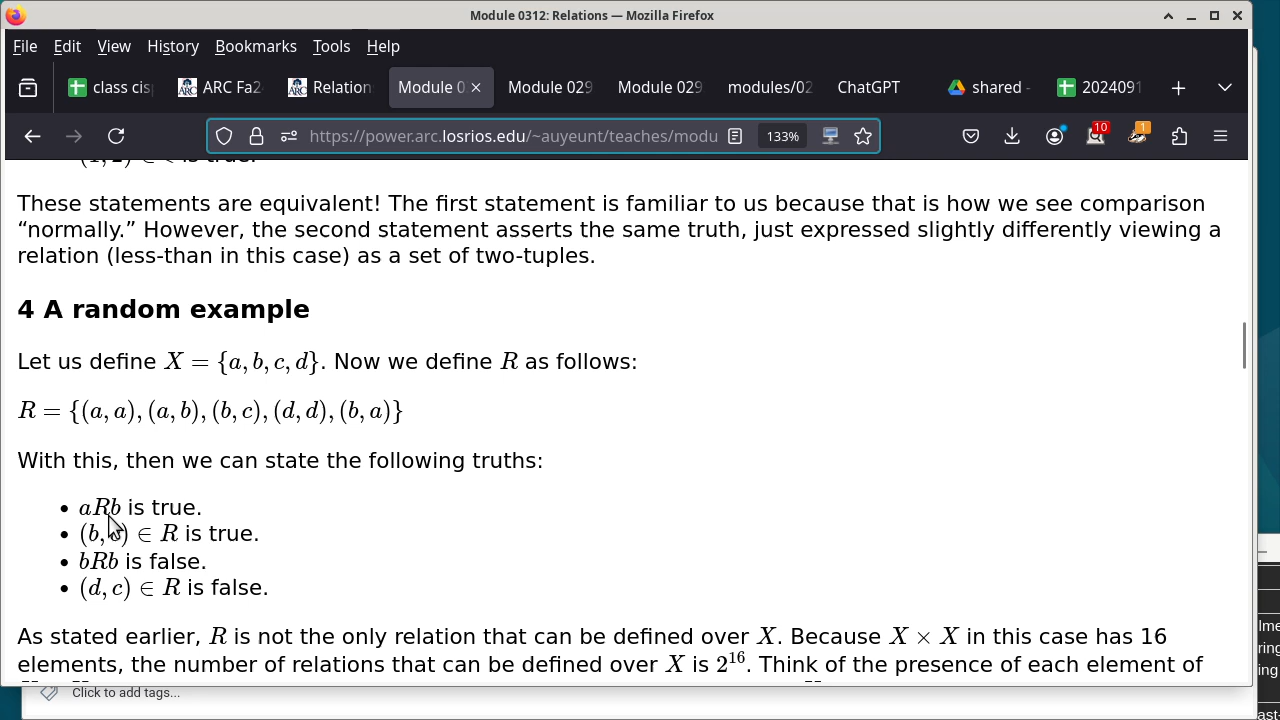 Module 0312: Relations — Mozilla Firefox
File Edit View History Bookmarks Tools Help
class cis ARC Fa2 Relation Module 0 Module 029 Module 029 modules/02 ChatGPT shared - 2024091
https://power.arc.losrios.edu/~auyeunt/teaches/modu 133% 10 1
These statements are equivalent! The first statement is familiar to us because that is how we see comparison
“normally.” However, the second statement asserts the same truth, just expressed slightly differently viewing a
relation (less-than in this case) as a set of two-tuples.
4 A random example
Let us define X = {a, b, c, d}. Now we define R as follows:
R = {(a, a), (a, b), (b, c), (d, d), (b, a)}
With this, then we can state the following truths:
• aRb is true.
• (b, ) ∈ R is true.
• bRb is false.
• (d, c) ∈ R is false.
As stated earlier, R is not the only relation that can be defined over X. Because X × X in this case has 16
elements, the number of relations that can be defined over X is 2¹⁶. Think of the presence of each element of
Click to add tags...